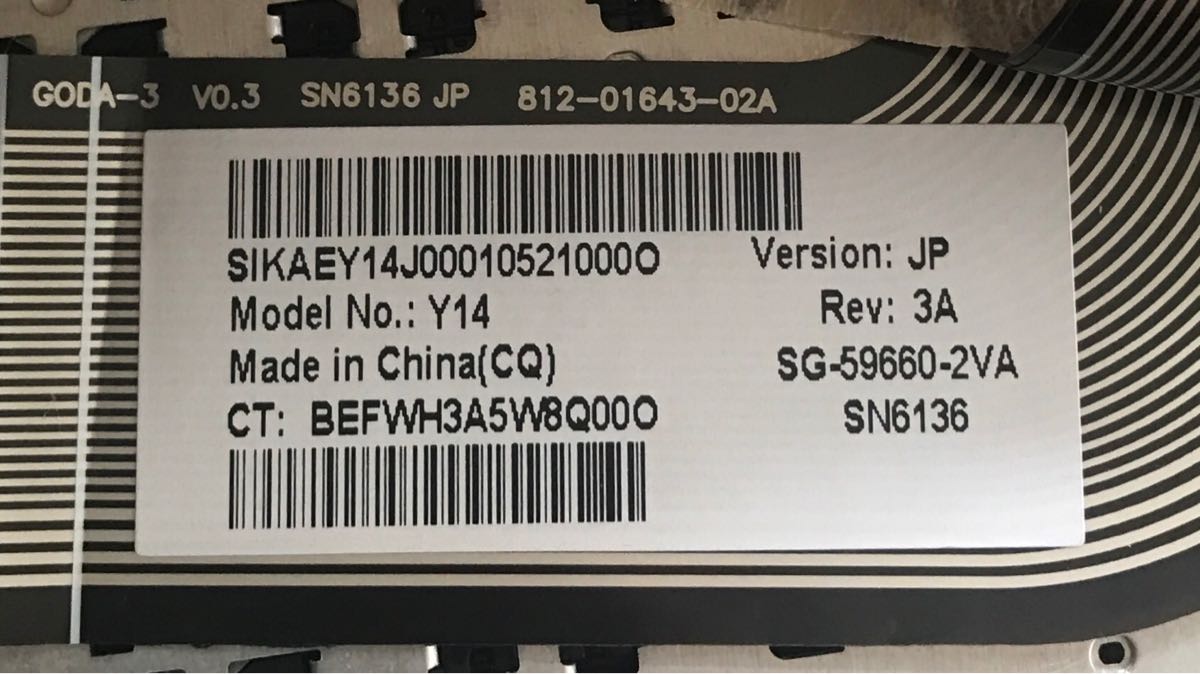 GODA-3 V0.3 SN6136 JP 812-01643-02A
SIKAEY14J00010521000O Version: JP
Model No.: Y14 Rev: 3A
Made in China(CQ) SG-59660-2VA
CT: BEFWH3A5W8Q00O SN6136